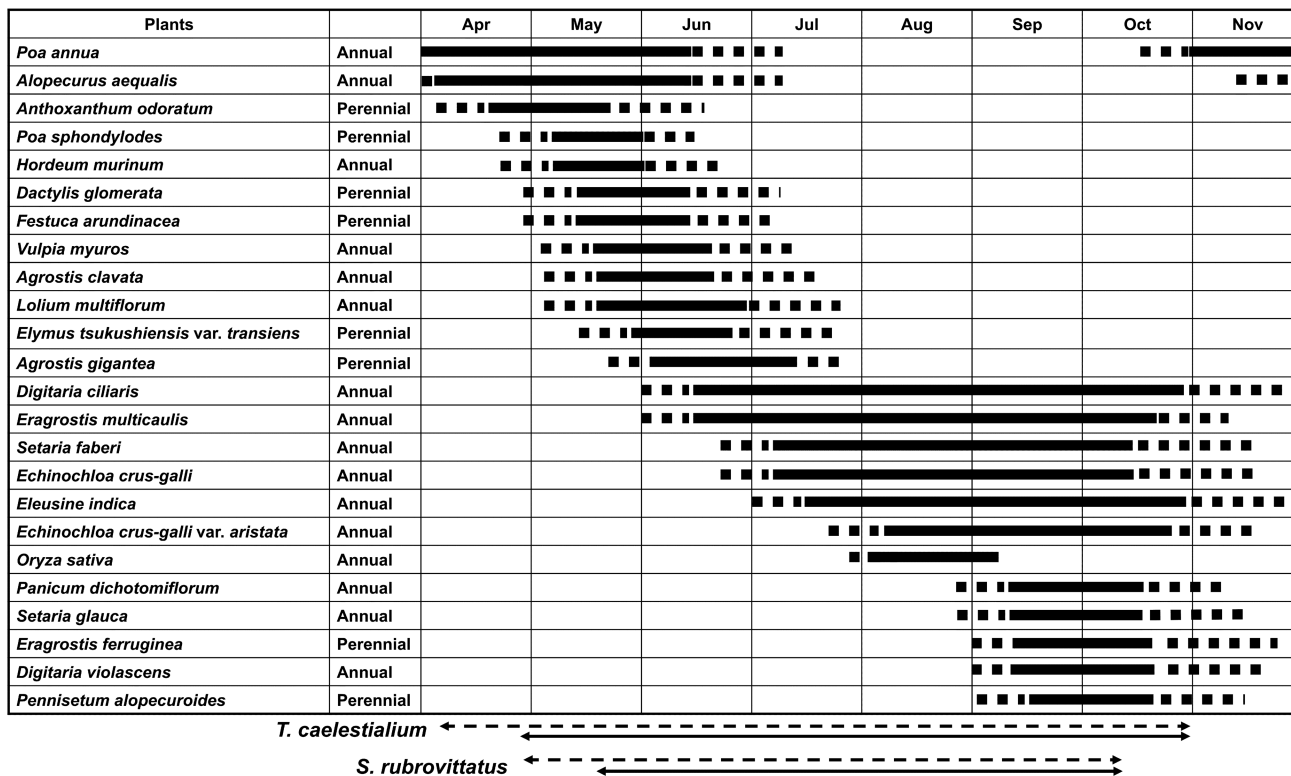 Plants Apr May Jun Jul Aug Sep Oct Nov
Poa annua Annual
Alopecurus aequalis Annual
Anthoxanthum odoratum Perennial
Poa sphondylodes Perennial
Hordeum murinum Annual
Dactylis glomerata Perennial
Festuca arundinacea Perennial
Vulpia myuros Annual
Agrostis clavata Annual
Lolium multiflorum Annual
Elymus tsukushiensis var. transiens Perennial
Agrostis gigantea Perennial
Digitaria ciliaris Annual
Eragrostis multicaulis Annual
Setaria faberi Annual
Echinochloa crus-galli Annual
Eleusine indica Annual
Echinochloa crus-galli var. aristata Annual
Oryza sativa Annual
Panicum dichotomiflorum Annual
Setaria glauca Annual
Eragrostis ferruginea Perennial
Digitaria violascens Annual
Pennisetum alopecuroides Perennial
T. caelestialium
S. rubrovittatus